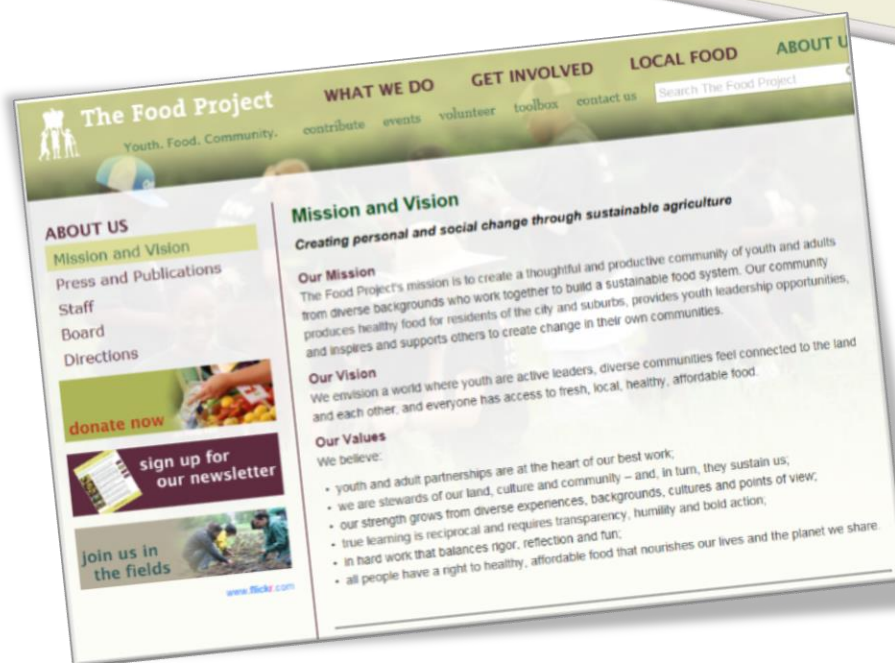 The Food Project
Youth. Food. Community.
WHAT WE DO GET INVOLVED LOCAL FOOD ABOUT U
contribute events volunteer toolbox contact us Search The Food Project
ABOUT US
Mission and Vision
Press and Publications
Staff
Board
Directions
donate now
sign up for
our newsletter
join us in
the fields
www.flickr.com
Mission and Vision
Creating personal and social change through sustainable agriculture
Our Mission
The Food Project's mission is to create a thoughtful and productive community of youth and adults
from diverse backgrounds who work together to build a sustainable food system. Our community
produces healthy food for residents of the city and suburbs, provides youth leadership opportunities,
and inspires and supports others to create change in their own communities.
Our Vision
We envision a world where youth are active leaders, diverse communities feel connected to the land
and each other, and everyone has access to fresh, local, healthy, affordable food.
Our Values
We believe:
• youth and adult partnerships are at the heart of our best work;
• we are stewards of our land, culture and community – and, in turn, they sustain us;
• our strength grows from diverse experiences, backgrounds, cultures and points of view;
• true learning is reciprocal and requires transparency, humility and bold action;
• in hard work that balances rigor, reflection and fun;
• all people have a right to healthy, affordable food that nourishes our lives and the planet we share.